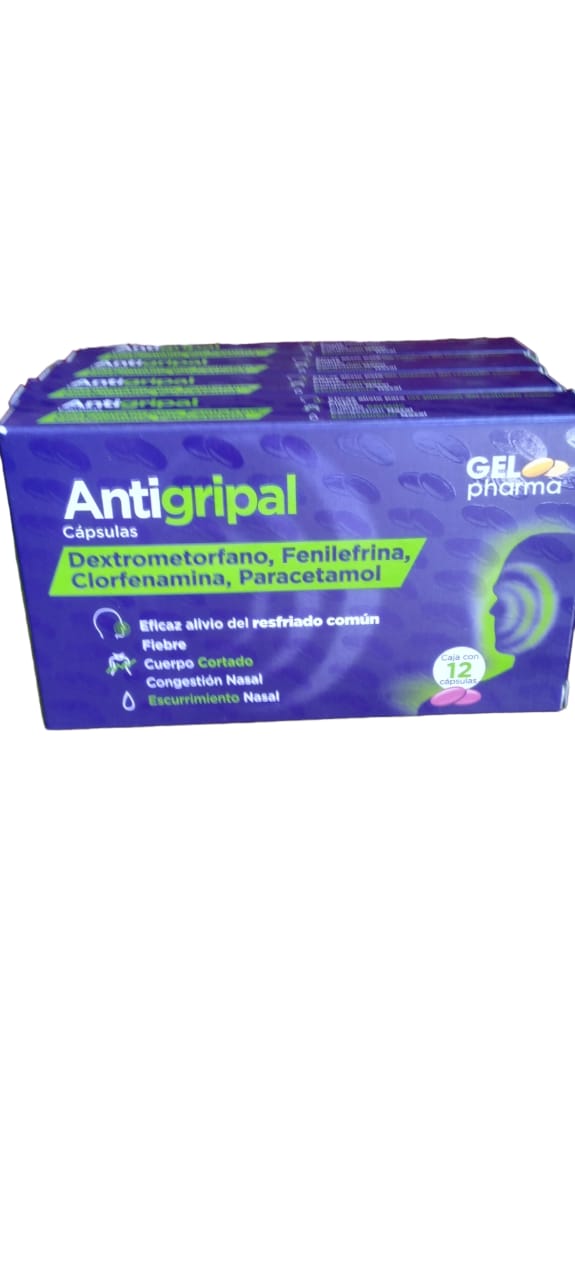 Antigripal
Antigripal
Antigripal
Antigripal
GEL
pharma
Antigripal
Cápsulas
Dextrometorfano, Fenilefrina,
Clorfenamina, Paracetamol
Eficaz alivio del resfriado común
Fiebre
Cuerpo Cortado
Congestión Nasal
Escurrimiento Nasal
Caja con
12
cápsulas